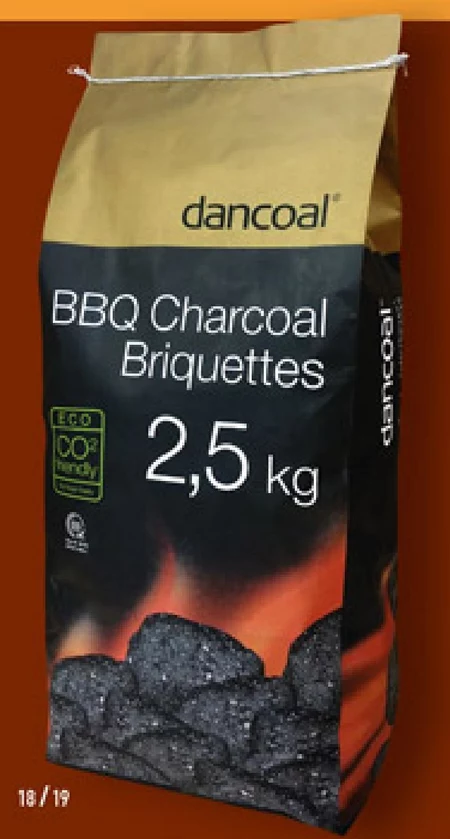 dancoal®
BBQ Charcoal
Briquettes
2,5 kg
ECO
CO²
friendly
dancoal
18/19